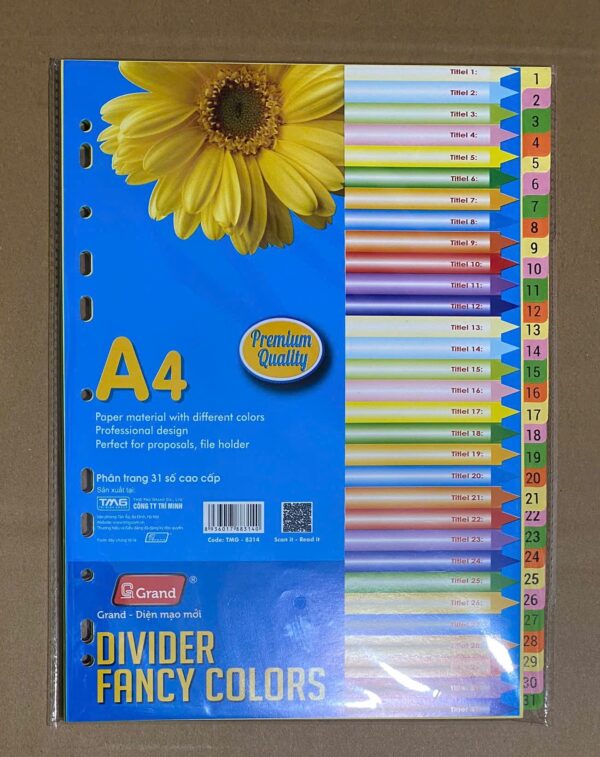 Titlel 1:
Titlel 2:
Titlel 3:
Titlel 4:
Titlel 5:
Titlel 6:
Titlel 7:
Titlel 8:
Titlel 9:
Titlel 10:
Titlel 11:
Titlel 12:
Titlel 13:
Titlel 14:
Titlel 15:
Titlel 16:
Titlel 17:
Titlel 18:
Titlel 19:
Titlel 20:
Titlel 21:
Titlel 22:
Titlel 23:
Titlel 24:
Titlel 25:
Titlel 26:
1
2
3
4
5
6
7
8
9
10
11
12
13
14
15
16
17
18
19
20
21
22
23
24
25
26
27
28
29
30
31
Premium
Quality
A4
Paper material with different colors
Professional design
Perfect for proposals, file holder
Phân trang 31 số cao cấp
Sản xuất tại:
TMG
CÔNG TY TRÍ MINH
8 936017 883140
Code: TMG - 8314
Scan it - Read it
Grand®
Grand - Diện mạo mới
DIVIDER
FANCY COLORS